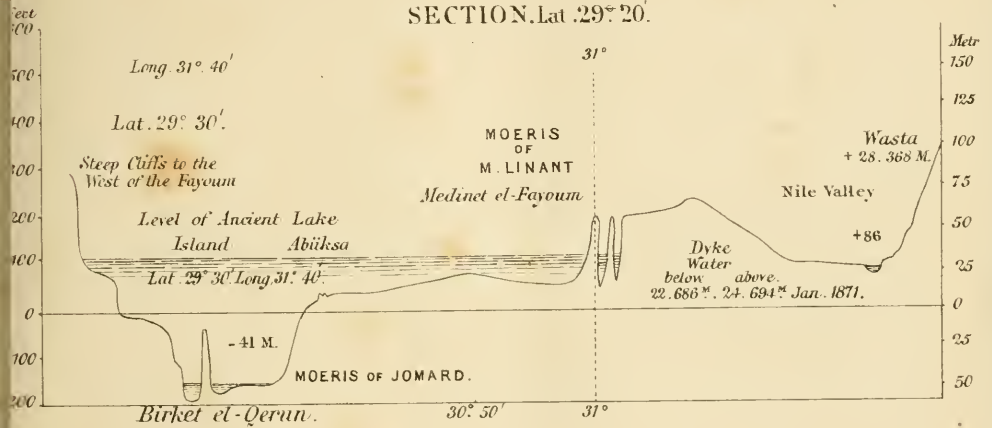 SECTION. Lat. 29° 20'.
Feet
500
400
300
200
100
0
100
200
Metr
150
125
100
75
50
25
0
25
50
31°
Long. 31° 40'
Lat. 29° 30'.
Steep Cliffs to the
West of the Fayoum
MOERIS
OF
M. LINANT
Medinet el-Fayoum
Wasta
+ 28.368 M.
Nile Valley
+86
Level of Ancient Lake
Island Abüksa
Lat. 29° 30' Long. 31° 40'
Dyke
Water
below above.
22.686 M. 24.694 M. Jan. 1871.
- 41 M.
MOERIS OF JOMARD.
Birket el-Qerun.
30° 50'
31°